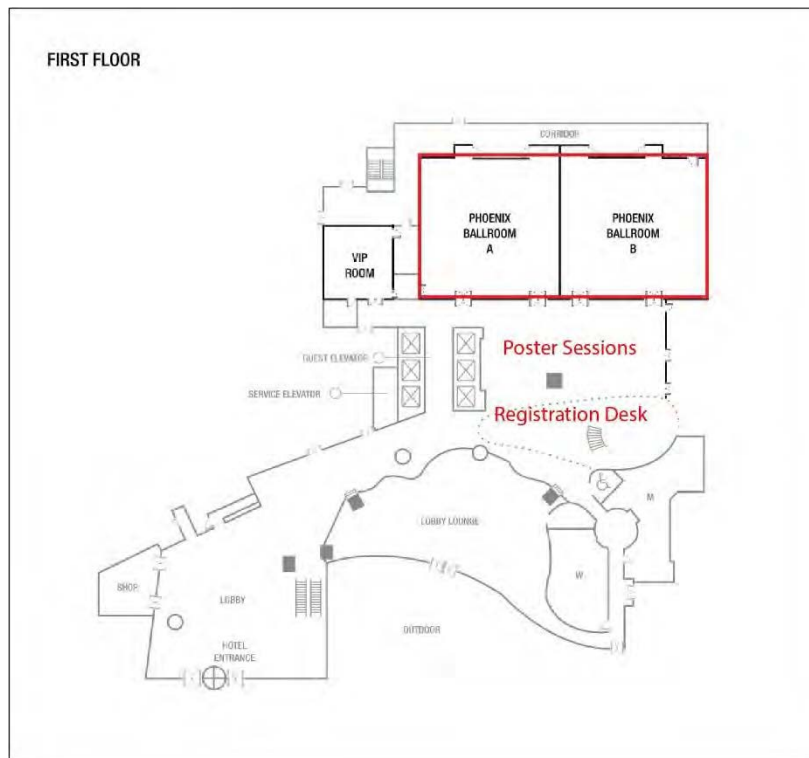 FIRST FLOOR
CORRIDOR
PHOENIX
BALLROOM
A
PHOENIX
BALLROOM
B
VIP
ROOM
Poster Sessions
GUEST ELEVATOR
SERVICE ELEVATOR
Registration Desk
M
LOBBY LOUNGE
W
SHOP
LOBBY
OUTDOOR
HOTEL
ENTRANCE